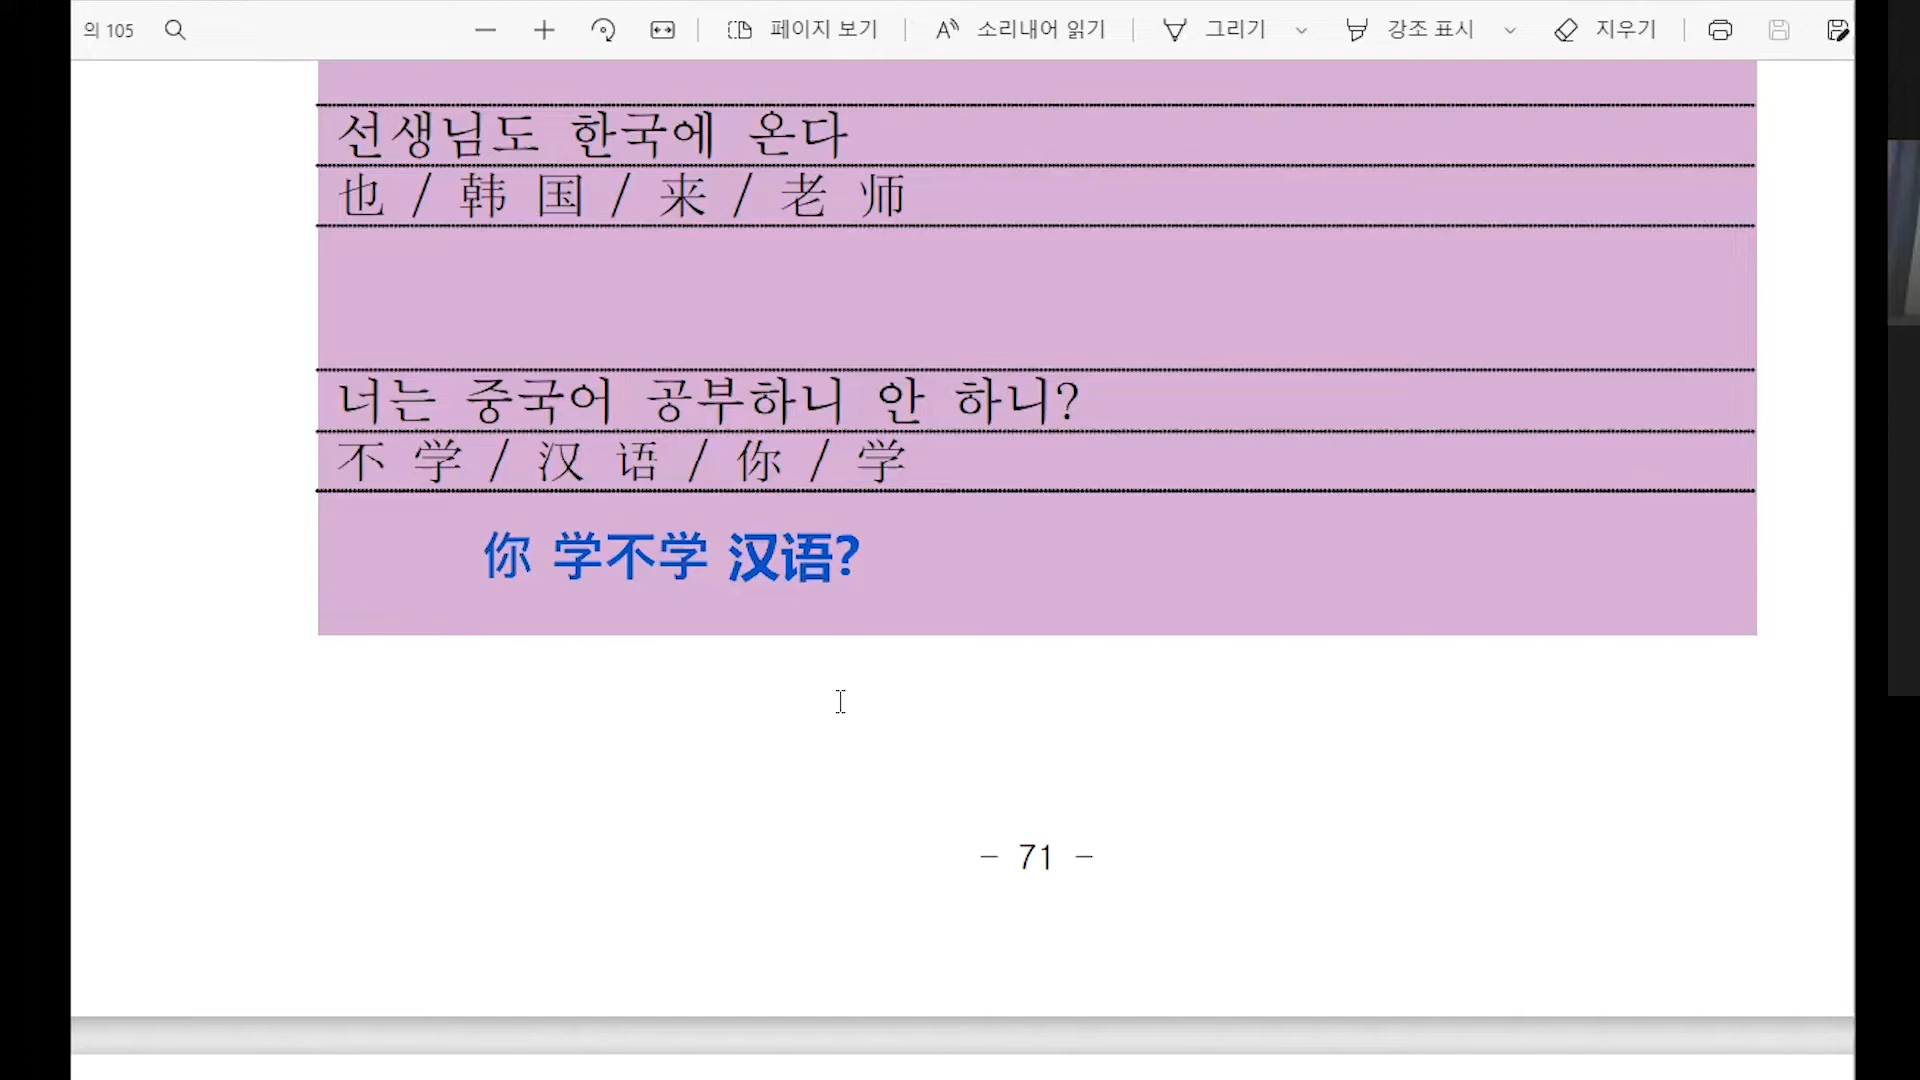 의 105 페이지 보기 소리내어 읽기 그리기 강조 표시 지우기
선생님도 한국에 온다
也 / 韩 国 / 来 / 老 师
너는 중국어 공부하니 안 하니?
不 学 / 汉 语 / 你 / 学
你 学不学 汉语?
- 71 -